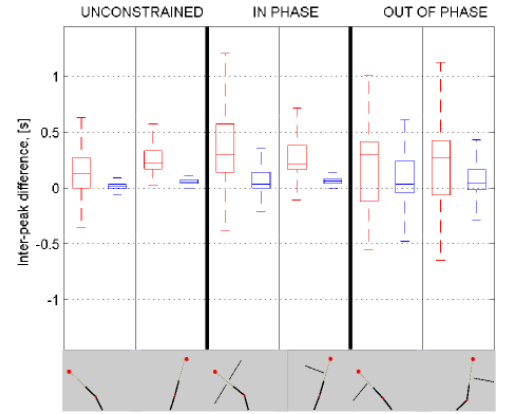 UNCONSTRAINED IN PHASE OUT OF PHASE
Inter-peak difference, [s]
1
0.5
0
-0.5
-1